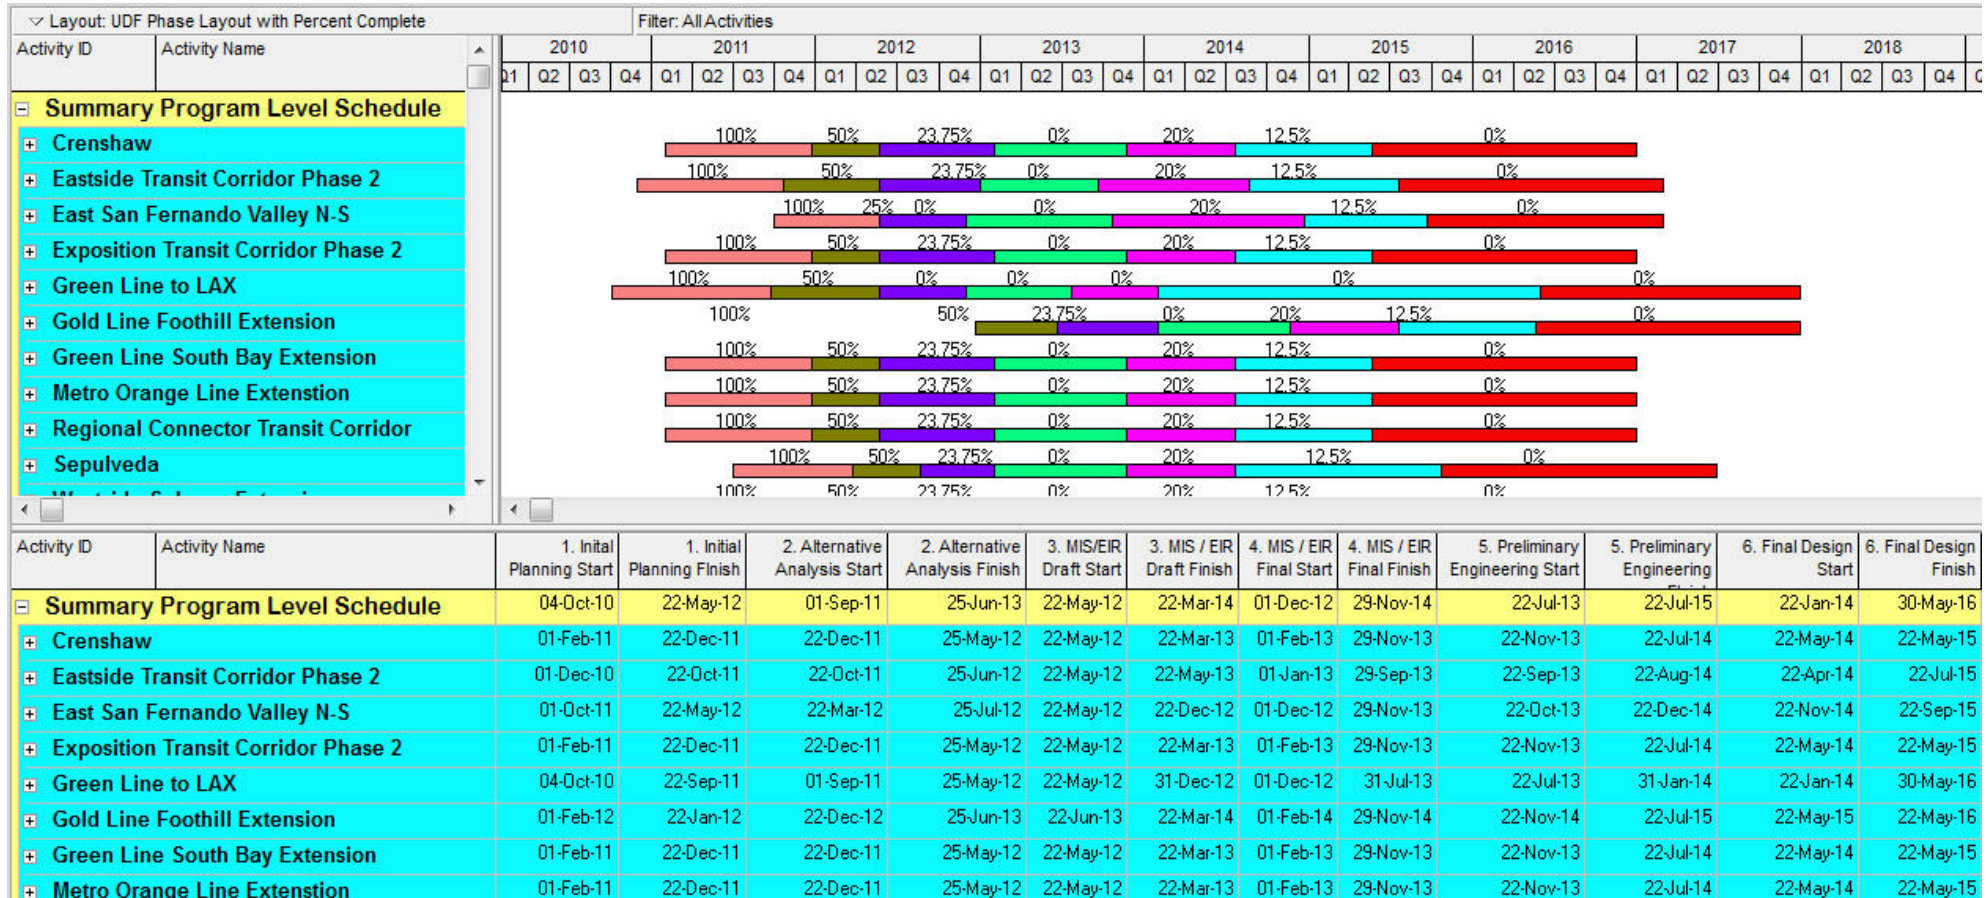 Layout: UDF Phase Layout with Percent Complete Filter: All Activities
Activity ID Activity Name 2010 2011 2012 2013 2014 2015 2016 2017 2018
Q1 Q2 Q3 Q4 Q1 Q2 Q3 Q4 Q1 Q2 Q3 Q4 Q1 Q2 Q3 Q4 Q1 Q2 Q3 Q4 Q1 Q2 Q3 Q4 Q1 Q2 Q3 Q4 Q1 Q2 Q3 Q4 Q1 Q2 Q3 Q4
Summary Program Level Schedule
Crenshaw 100% 50% 23.75% 0% 20% 12.5% 0%
Eastside Transit Corridor Phase 2 100% 50% 23.75% 0% 20% 12.5% 0%
East San Fernando Valley N-S 100% 25% 0% 0% 20% 12.5% 0%
Exposition Transit Corridor Phase 2 100% 50% 23.75% 0% 20% 12.5% 0%
Green Line to LAX 100% 50% 0% 0% 0% 0% 0%
Gold Line Foothill Extension 100% 50% 23.75% 0% 20% 12.5% 0%
Green Line South Bay Extension 100% 50% 23.75% 0% 20% 12.5% 0%
Metro Orange Line Extenstion 100% 50% 23.75% 0% 20% 12.5% 0%
Regional Connector Transit Corridor 100% 50% 23.75% 0% 20% 12.5% 0%
Sepulveda 100% 50% 23.75% 0% 20% 12.5% 0%
100% 50% 23.75% 0% 20% 12.5% 0%
Activity ID Activity Name 1. Inital 1. Initial 2. Alternative 2. Alternative 3. MIS/EIR 3. MIS / EIR 4. MIS / EIR 4. MIS / EIR 5. Preliminary 5. Preliminary 6. Final Design 6. Final Design
Planning Start Planning FInish Analysis Start Analysis Finish Draft Start Draft Finish Final Start Final Finish Engineering Start Engineering Start Finish
Summary Program Level Schedule 04-Oct-10 22-May-12 01-Sep-11 25-Jun-13 22-May-12 22-Mar-14 01-Dec-12 29-Nov-14 22-Jul-13 22-Jul-15 22-Jan-14 30-May-16
Crenshaw 01-Feb-11 22-Dec-11 22-Dec-11 25-May-12 22-May-12 22-Mar-13 01-Feb-13 29-Nov-13 22-Nov-13 22-Jul-14 22-May-14 22-May-15
Eastside Transit Corridor Phase 2 01-Dec-10 22-Oct-11 22-Oct-11 25-Jun-12 22-May-12 22-May-13 01-Jan-13 29-Sep-13 22-Sep-13 22-Aug-14 22-Apr-14 22-Jul-15
East San Fernando Valley N-S 01-Oct-11 22-May-12 22-Mar-12 25-Jul-12 22-May-12 22-Dec-12 01-Dec-12 29-Nov-13 22-Oct-13 22-Dec-14 22-Nov-14 22-Sep-15
Exposition Transit Corridor Phase 2 01-Feb-11 22-Dec-11 22-Dec-11 25-May-12 22-May-12 22-Mar-13 01-Feb-13 29-Nov-13 22-Nov-13 22-Jul-14 22-May-14 22-May-15
Green Line to LAX 04-Oct-10 22-Sep-11 01-Sep-11 25-May-12 22-May-12 31-Dec-12 01-Dec-12 31-Jul-13 22-Jul-13 31-Jan-14 22-Jan-14 30-May-16
Gold Line Foothill Extension 01-Feb-12 22-Jan-12 22-Dec-12 25-Jun-13 22-Jun-13 22-Mar-14 01-Feb-14 29-Nov-14 22-Nov-14 22-Jul-15 22-May-15 22-May-16
Green Line South Bay Extension 01-Feb-11 22-Dec-11 22-Dec-11 25-May-12 22-May-12 22-Mar-13 01-Feb-13 29-Nov-13 22-Nov-13 22-Jul-14 22-May-14 22-May-15
Metro Orange Line Extenstion 01-Feb-11 22-Dec-11 22-Dec-11 25-May-12 22-May-12 22-Mar-13 01-Feb-13 29-Nov-13 22-Nov-13 22-Jul-14 22-May-14 22-May-15